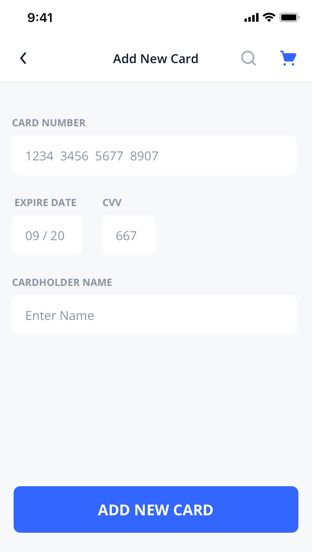 9:41
Add New Card
CARD NUMBER
1234 3456 5677 8907
EXPIRE DATE CVV
09 / 20 667
CARDHOLDER NAME
Enter Name
ADD NEW CARD